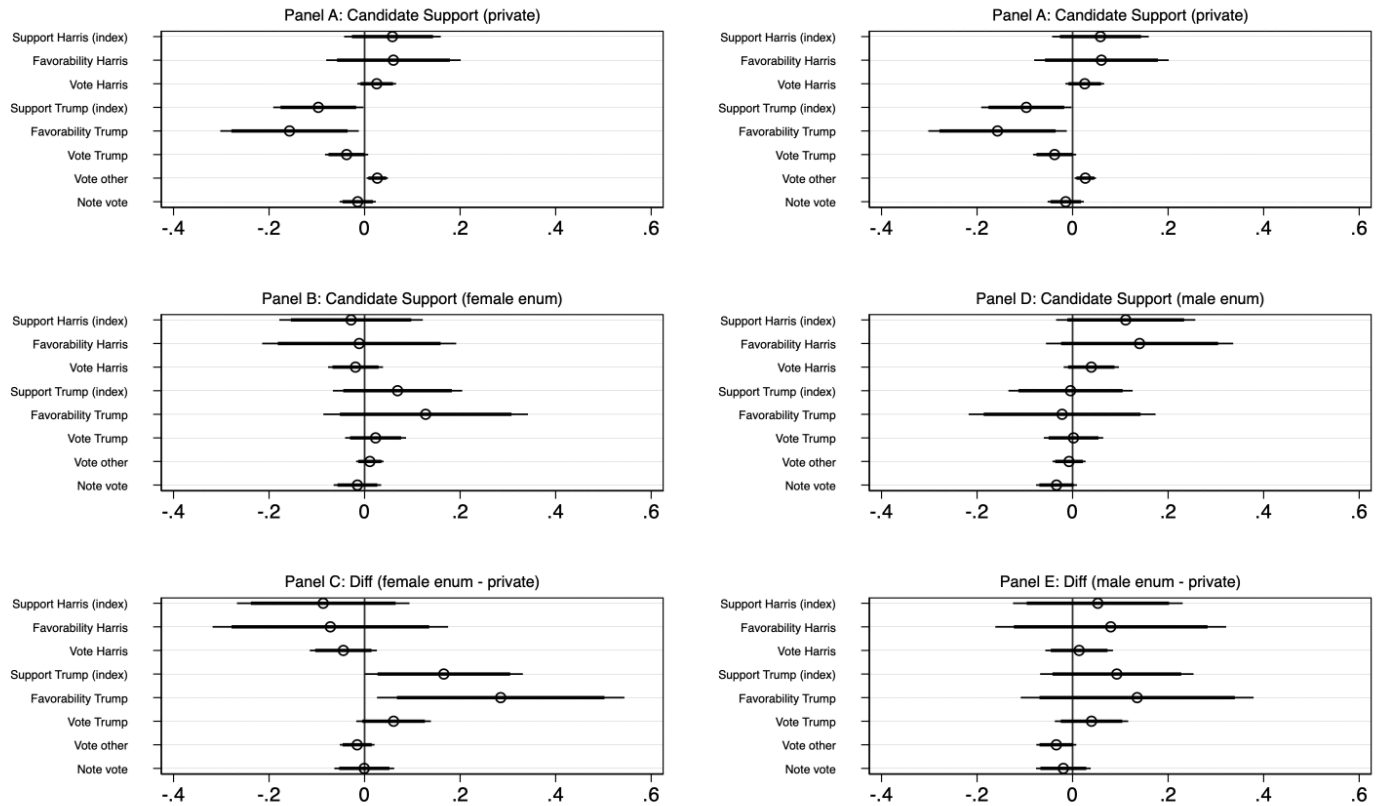 Panel A: Candidate Support (private)
Support Harris (index)
Favorability Harris
Vote Harris
Support Trump (index)
Favorability Trump
Vote Trump
Vote other
Note vote
-.4 -.2 0 .2 .4 .6
Panel A: Candidate Support (private)
Support Harris (index)
Favorability Harris
Vote Harris
Support Trump (index)
Favorability Trump
Vote Trump
Vote other
Note vote
-.4 -.2 0 .2 .4 .6
Panel B: Candidate Support (female enum)
Support Harris (index)
Favorability Harris
Vote Harris
Support Trump (index)
Favorability Trump
Vote Trump
Vote other
Note vote
-.4 -.2 0 .2 .4 .6
Panel D: Candidate Support (male enum)
Support Harris (index)
Favorability Harris
Vote Harris
Support Trump (index)
Favorability Trump
Vote Trump
Vote other
Note vote
-.4 -.2 0 .2 .4 .6
Panel C: Diff (female enum - private)
Support Harris (index)
Favorability Harris
Vote Harris
Support Trump (index)
Favorability Trump
Vote Trump
Vote other
Note vote
-.4 -.2 0 .2 .4 .6
Panel E: Diff (male enum - private)
Support Harris (index)
Favorability Harris
Vote Harris
Support Trump (index)
Favorability Trump
Vote Trump
Vote other
Note vote
-.4 -.2 0 .2 .4 .6